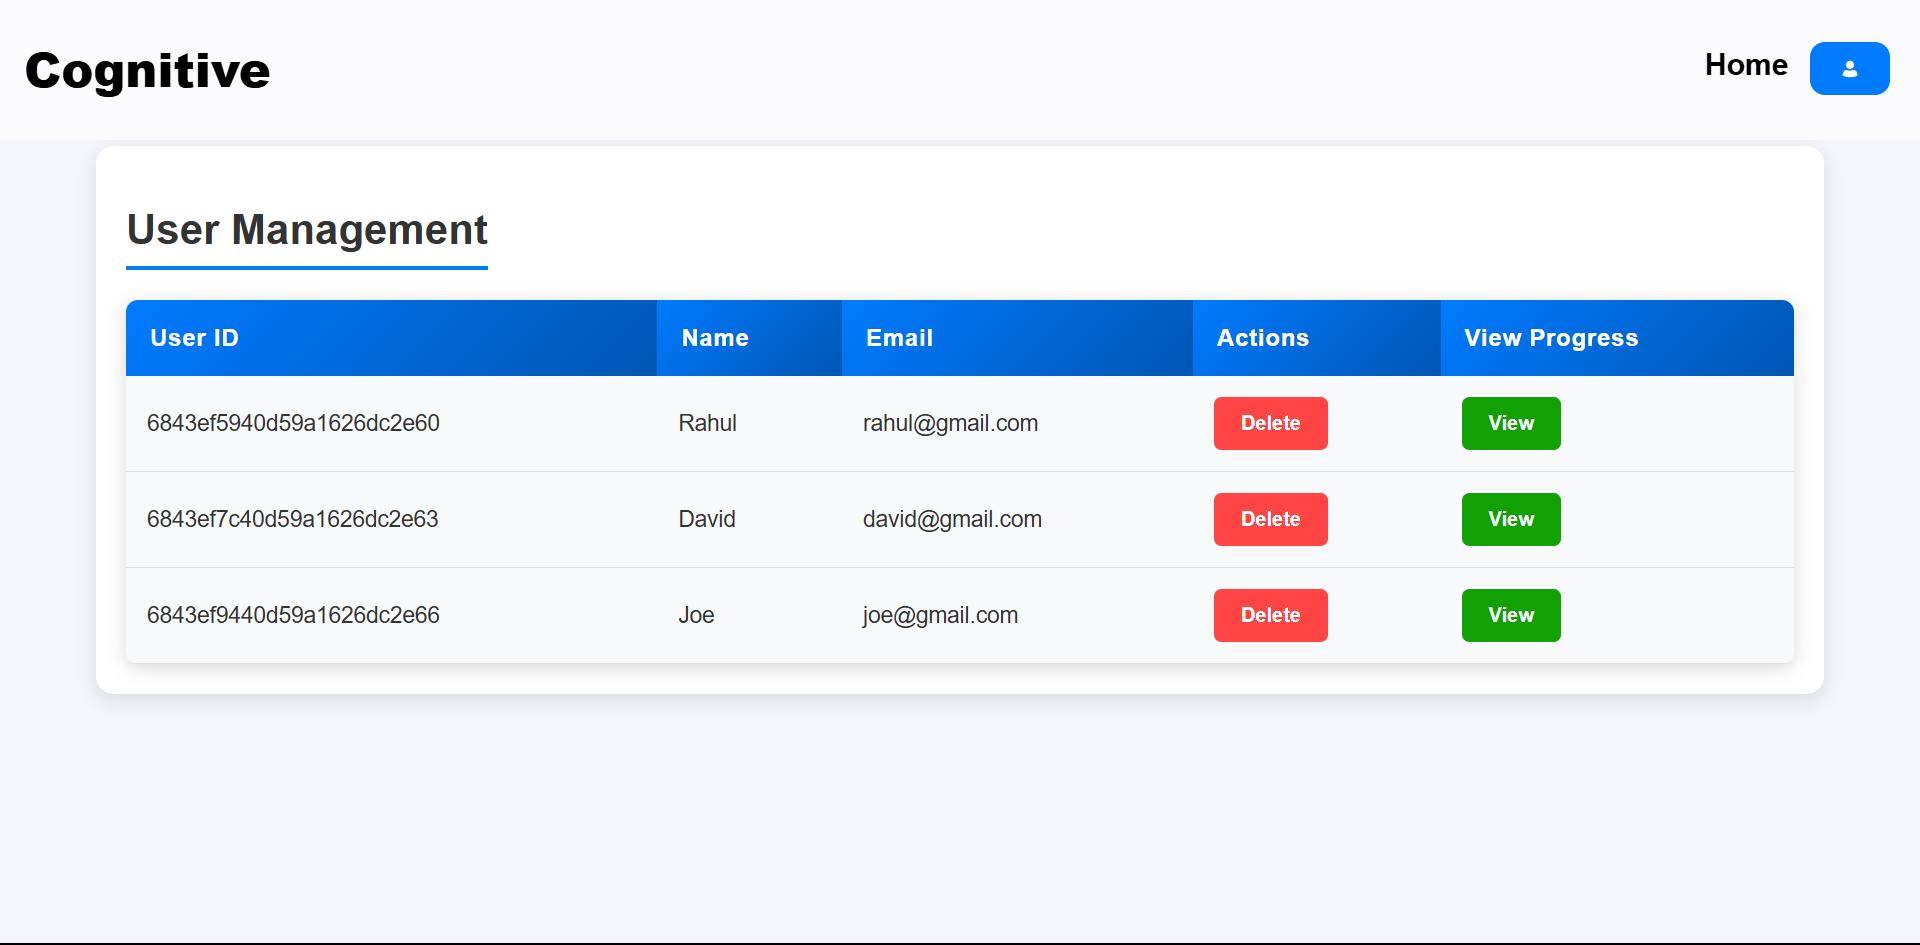 Cognitive
Home
User Management
User ID Name Email Actions View Progress
6843ef5940d59a1626dc2e60 Rahul rahul@gmail.com Delete View
6843ef7c40d59a1626dc2e63 David david@gmail.com Delete View
6843ef9440d59a1626dc2e66 Joe joe@gmail.com Delete View